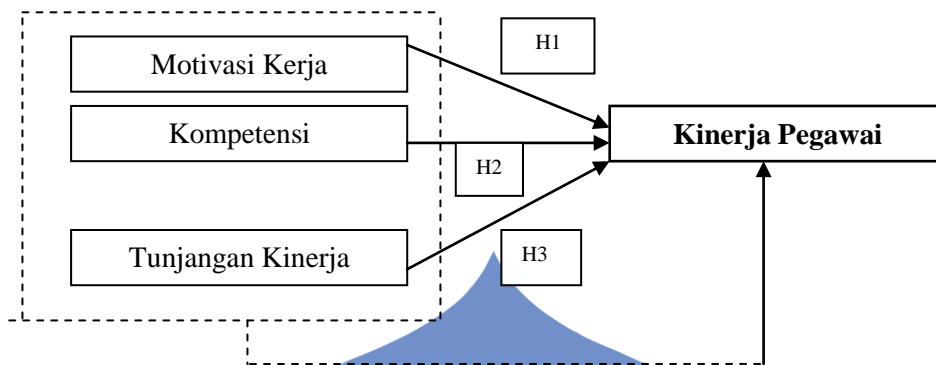 Motivasi Kerja
H1
Kompetensi
Kinerja Pegawai
H2
Tunjangan Kinerja
H3